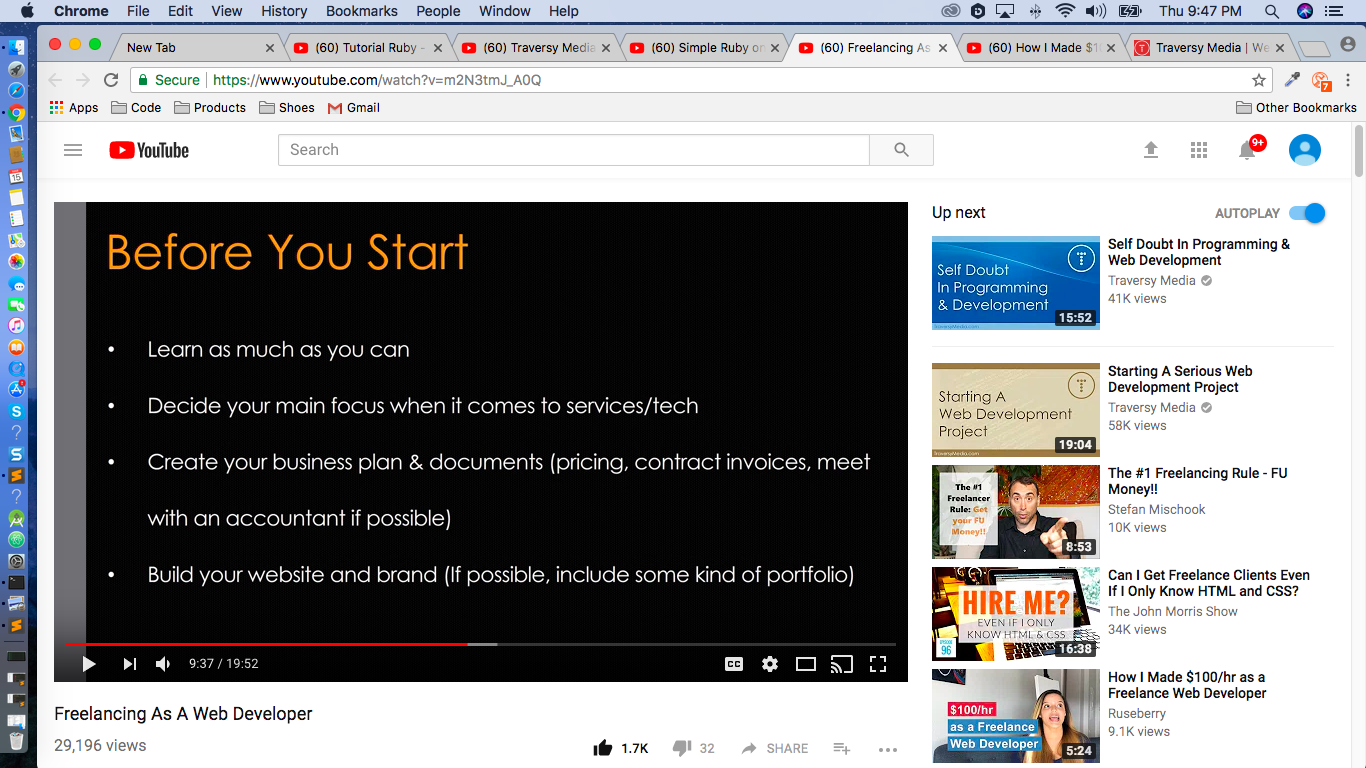 Chrome File Edit View History Bookmarks People Window Help Thu 9:47 PM
New Tab (60) Tutorial Ruby - (60) Traversy Media (60) Simple Ruby on (60) Freelancing As (60) How I Made $1 Traversy Media | We
Secure https://www.youtube.com/watch?v=m2N3tmJ_A0Q 7
Apps Code Products Shoes Gmail Other Bookmarks
YouTube Search 9+
Before You Start
• Learn as much as you can
• Decide your main focus when it comes to services/tech
• Create your business plan & documents (pricing, contract invoices, meet
with an accountant if possible)
• Build your website and brand (If possible, include some kind of portfolio)
9:37 / 19:52 CC
Freelancing As A Web Developer
29,196 views
1.7K 32 SHARE
Up next AUTOPLAY
Self Doubt
In Programming
& Development
15:52
Self Doubt In Programming &
Web Development
Traversy Media
41K views
Starting A
Web Development
Project
19:04
Starting A Serious Web
Development Project
Traversy Media
58K views
The #1
Freelancer
Rule: Get
your FU
Money!!
8:53
The #1 Freelancing Rule - FU
Money!!
Stefan Mischook
10K views
HIRE ME?
EVEN IF I ONLY
KNOW HTML & CSS
EPISODE
96
16:38
Can I Get Freelance Clients Even
If I Only Know HTML and CSS?
The John Morris Show
34K views
$100/hr
as a Freelance
Web Developer
5:24
How I Made $100/hr as a
Freelance Web Developer
Ruseberry
9.1K views